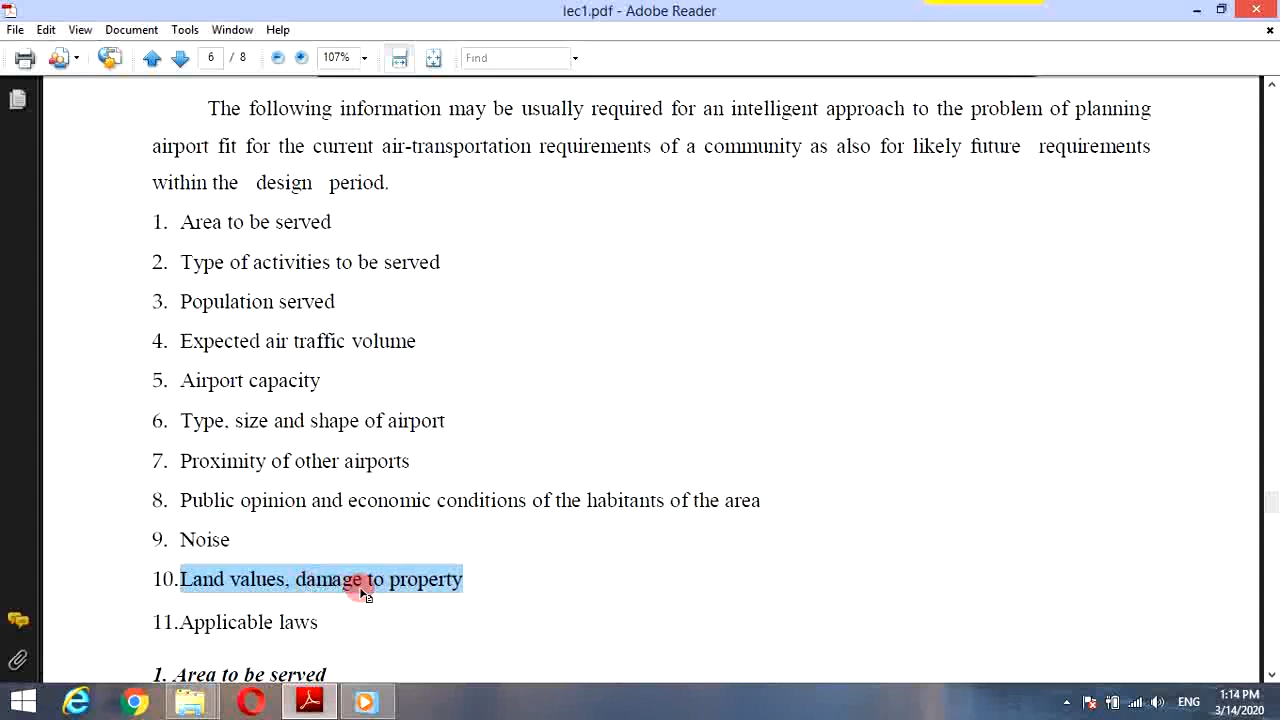 lec1.pdf - Adobe Reader
File Edit View Document Tools Window Help
6 / 8 107% Find
The following information may be usually required for an intelligent approach to the problem of planning
airport fit for the current air-transportation requirements of a community as also for likely future requirements
within the design period.
1. Area to be served
2. Type of activities to be served
3. Population served
4. Expected air traffic volume
5. Airport capacity
6. Type, size and shape of airport
7. Proximity of other airports
8. Public opinion and economic conditions of the habitants of the area
9. Noise
10.Land values, damage to property
11.Applicable laws
1. Area to be served
ENG
1:14 PM
3/14/2020